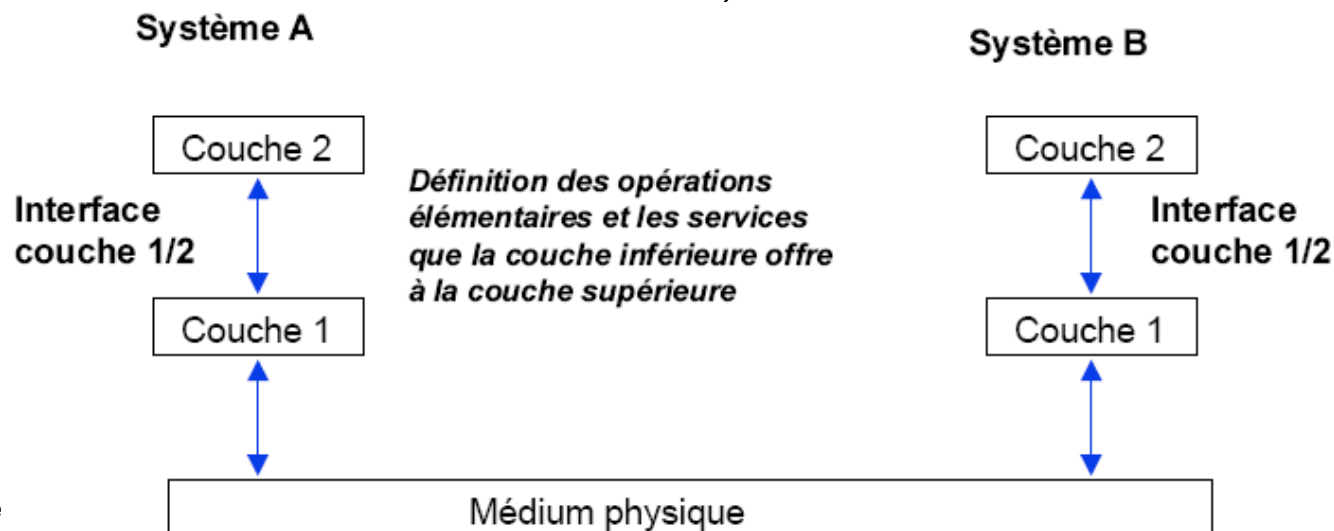 Système A
Système B
Couche 2
Couche 2
Définition des opérations
élémentaires et les services
que la couche inférieure offre
à la couche supérieure
Interface
couche 1/2
Interface
couche 1/2
Couche 1
Couche 1
Médium physique